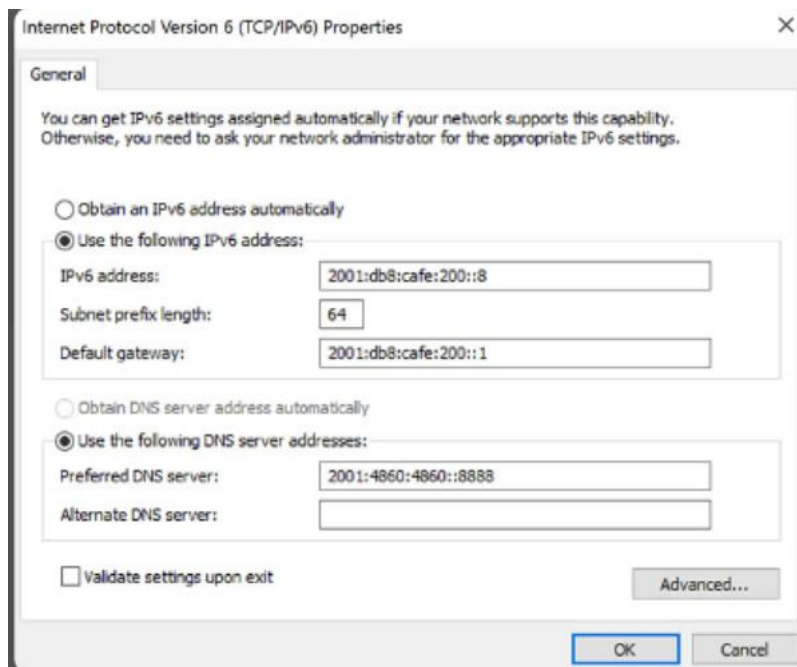 Internet Protocol Version 6 (TCP/IPv6) Properties
General
You can get IPv6 settings assigned automatically if your network supports this capability.
Otherwise, you need to ask your network administrator for the appropriate IPv6 settings.
Obtain an IPv6 address automatically
Use the following IPv6 address:
IPv6 address: 2001:db8:cafe:200::8
Subnet prefix length: 64
Default gateway: 2001:db8:cafe:200::1
Obtain DNS server address automatically
Use the following DNS server addresses:
Preferred DNS server: 2001:4860:4860::8888
Alternate DNS server:
Validate settings upon exit
Advanced...
OK Cancel